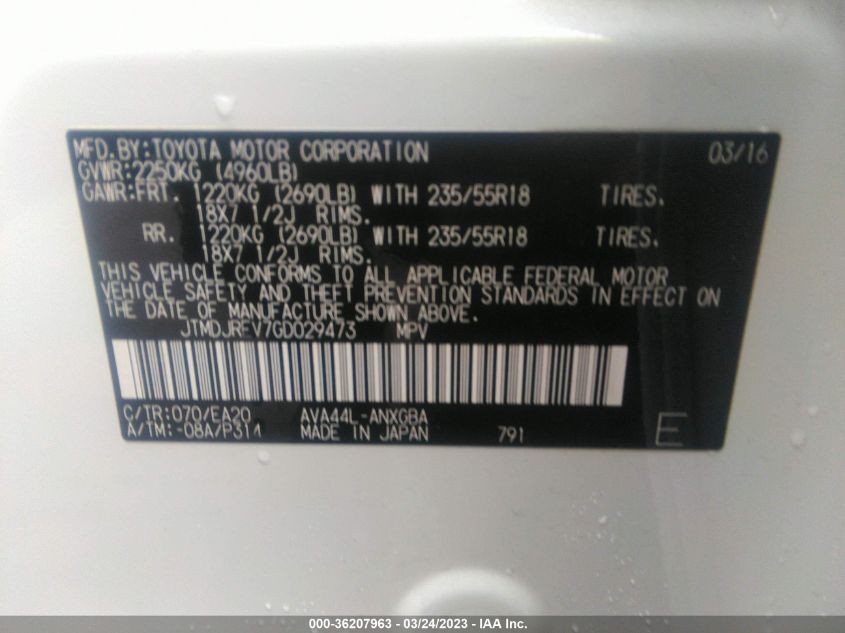 MFD.BY:TOYOTA MOTOR CORPORATION 03/16
GVWR:2250KG (4960LB)
GAWR:FRT. 1220KG (2690LB) WITH 235/55R18 TIRES.
18X7 1/2J RIMS.
RR. 1220KG (2690LB) WITH 235/55R18 TIRES.
18X7 1/2J RIMS.
THIS VEHICLE CONFORMS TO ALL APPLICABLE FEDERAL MOTOR
VEHICLE SAFETY AND THEFT PREVENTION STANDARDS IN EFFECT ON
THE DATE OF MANUFACTURE SHOWN ABOVE.
JTMDJREV7GD029473 MPV
C/TR:070/EA20 AVA44L-ANXGBA
A/TM:-08A/P314 MADE IN JAPAN 791
E
000-36207963 - 03/24/2023 - IAA Inc.